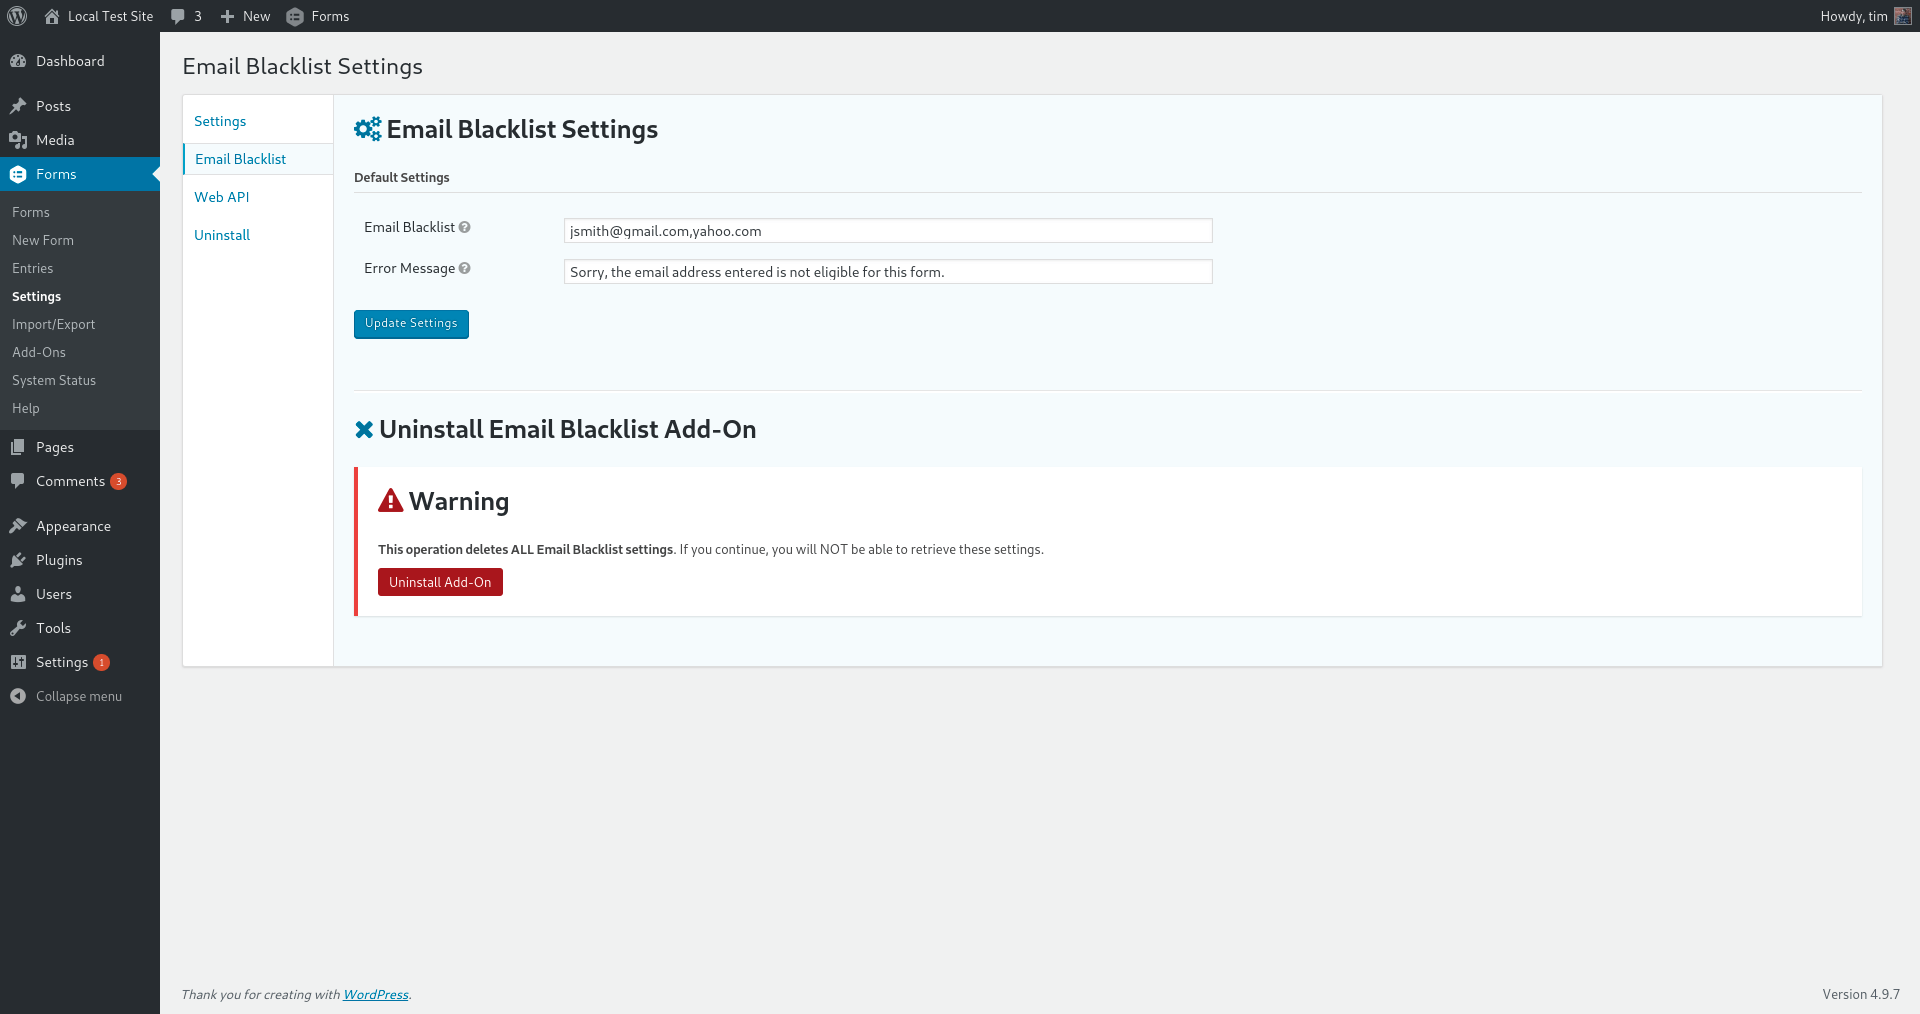 Local Test Site 3 New Forms Howdy, tim
Dashboard
Posts
Media
Forms
Forms
New Form
Entries
Settings
Import/Export
Add-Ons
System Status
Help
Pages
Comments 3
Appearance
Plugins
Users
Tools
Settings 1
Collapse menu
Email Blacklist Settings
Settings
Email Blacklist
Web API
Uninstall
Email Blacklist Settings
Default Settings
Email Blacklist ?
jsmith@gmail.com,yahoo.com
Error Message ?
Sorry, the email address entered is not eligible for this form.
Update Settings
Uninstall Email Blacklist Add-On
Warning
This operation deletes ALL Email Blacklist settings. If you continue, you will NOT be able to retrieve these settings.
Uninstall Add-On
Thank you for creating with WordPress.
Version 4.9.7